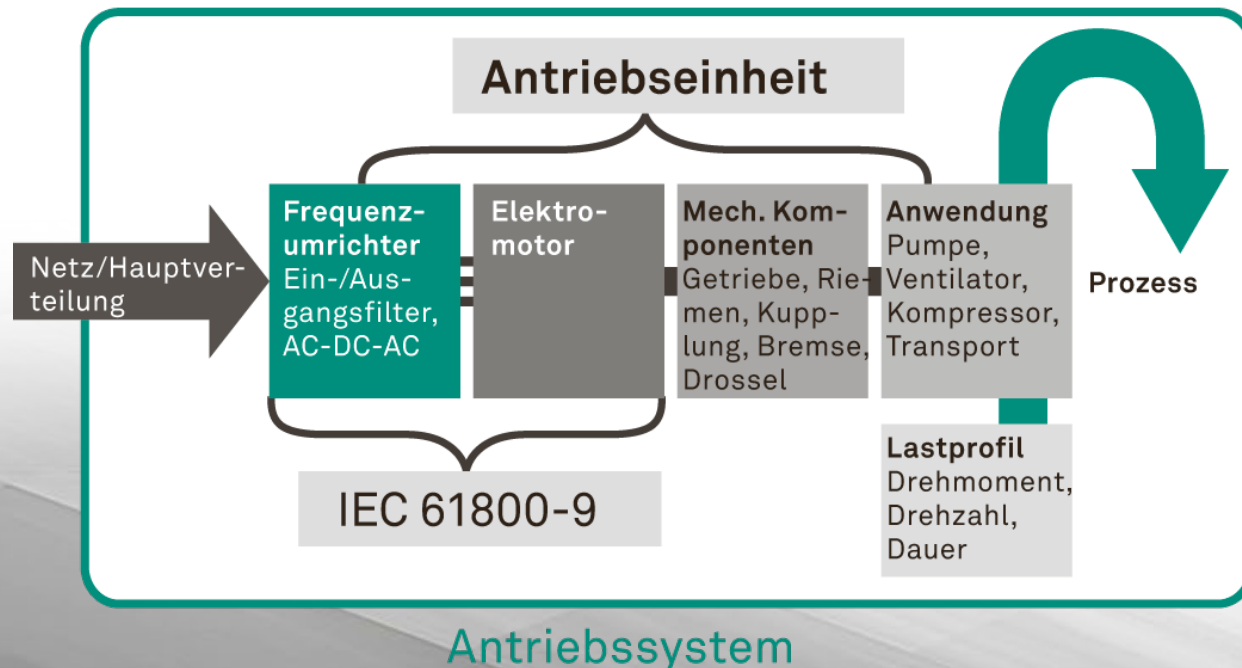 Antriebseinheit
Netz/Hauptver-
teilung
Frequenz-
umrichter
Ein-/Aus-
gangsfilter,
AC-DC-AC
Elektro-
motor
Mech. Kom-
ponenten
Getriebe, Rie-
men, Kupp-
lung, Bremse,
Drossel
Anwendung
Pumpe,
Ventilator,
Kompressor,
Transport
Prozess
IEC 61800-9
Lastprofil
Drehmoment,
Drehzahl,
Dauer
Antriebssystem